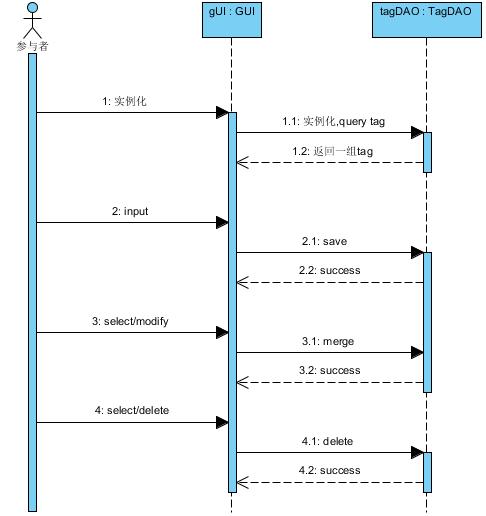 gUI : GUI
tagDAO : TagDAO
参与者
1: 实例化
1.1: 实例化,query tag
1.2: 返回一组tag
2: input
2.1: save
2.2: success
3: select/modify
3.1: merge
3.2: success
4: select/delete
4.1: delete
4.2: success